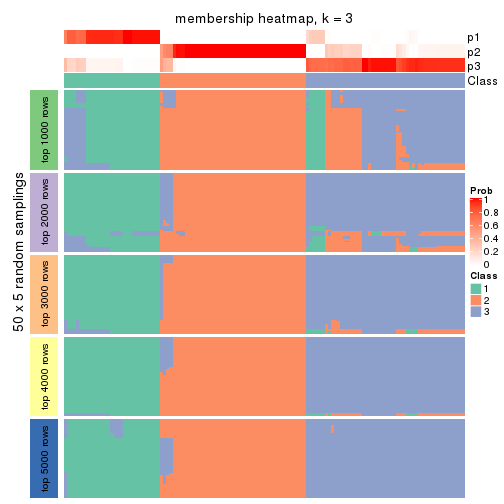 membership heatmap, k = 3
p1
p2
p3
Class
50 x 5 random samplings
top 1000 rows
top 2000 rows
top 3000 rows
top 4000 rows
top 5000 rows
Prob
1
0.8
0.6
0.4
0.2
0
Class
1
2
3